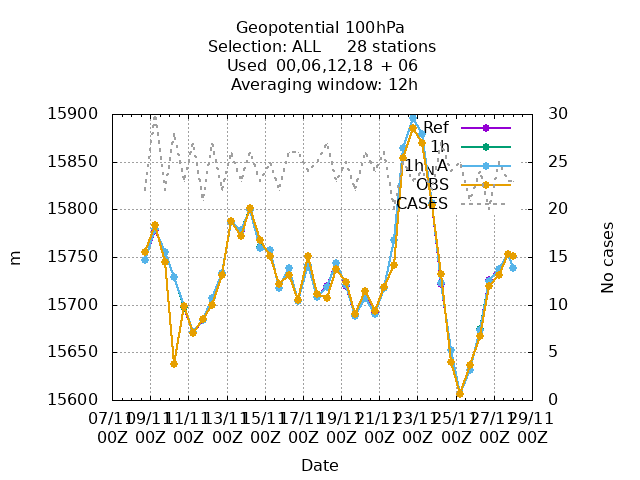 Geopotential 100hPa
Selection: ALL 28 stations
Used 00,06,12,18 + 06
Averaging window: 12h
15900
15850
15800
15750
15700
15650
15600
m
30
25
20
15
10
5
0
No cases
Ref
1h
1h_A
OBS
CASES
07/11 09/11 11/11 13/11 15/11 17/11 19/11 21/11 23/11 25/11 27/11 29/11
00Z 00Z 00Z 00Z 00Z 00Z 00Z 00Z 00Z 00Z 00Z 00Z
Date